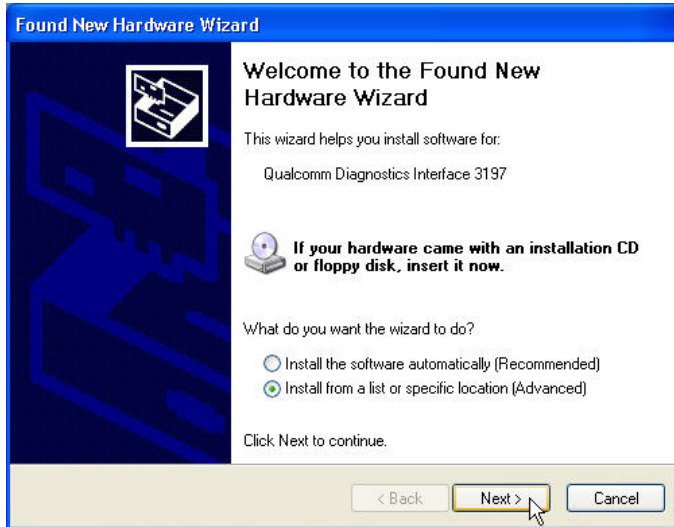 Found New Hardware Wizard
Welcome to the Found New
Hardware Wizard
This wizard helps you install software for:
Qualcomm Diagnostics Interface 3197
If your hardware came with an installation CD
or floppy disk, insert it now.
What do you want the wizard to do?
Install the software automatically (Recommended)
Install from a list or specific location (Advanced)
Click Next to continue.
< Back
Next >
Cancel